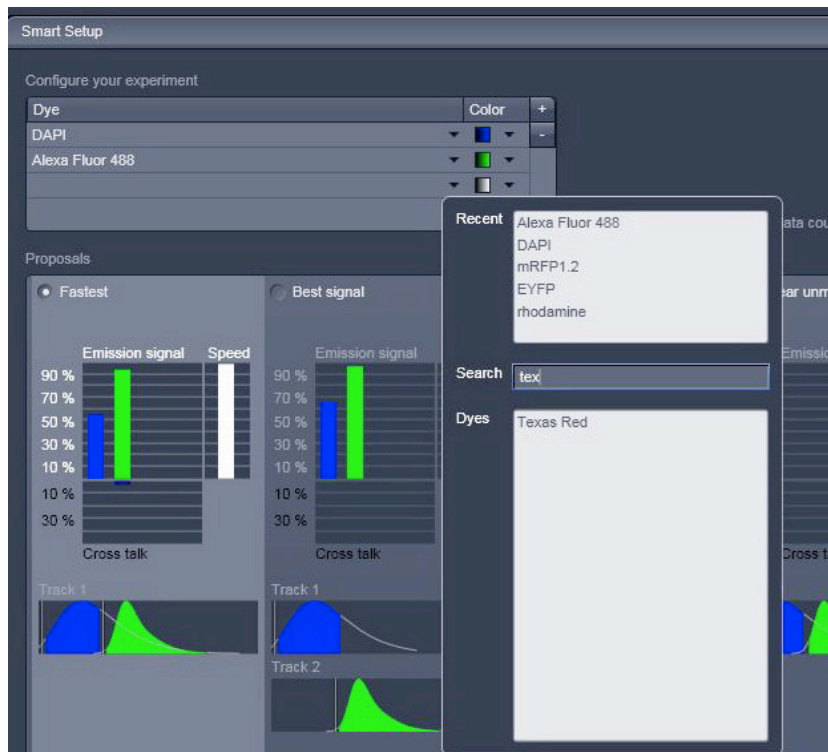 Smart Setup
Configure your experiment
Dye Color +
DAPI -
Alexa Fluor 488
Recent
Alexa Fluor 488
DAPI
mRFP1.2
EYFP
rhodamine
Search tex
Dyes
Texas Red
Proposals
Fastest
Emission signal Speed
90 %
70 %
50 %
30 %
10 %
10 %
30 %
Cross talk
Track 1
Best signal
Emission signal
90 %
70 %
50 %
30 %
10 %
10 %
30 %
Cross talk
Track 1
Track 2